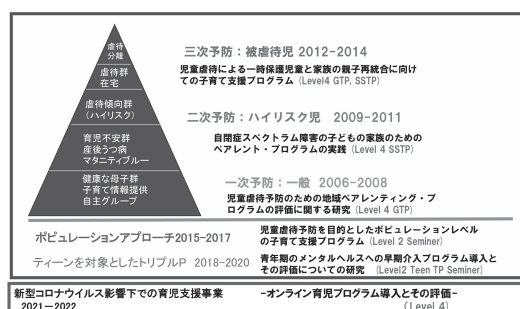 虐待
分離
虐待群
在宅
虐待傾向群
(ハイリスク)
育児不安群
産後うつ病
マタニティブルー
健康な母子群
子育て情報提供
自主グループ
三次予防：被虐待児 2012-2014
児童虐待による一時保護児童と家族の親子再統合に向け
ての子育て支援プログラム (Level4 GTP, SSTP)
二次予防：ハイリスク児 2009-2011
自閉症スペクトラム障害の子どもの家族のための
ペアレント・プログラムの実践 (Level 4 SSTP)
一次予防：一般 2006-2008
児童虐待予防のための地域ペアレンティング・プ
ログラムの評価に関する研究 (Level 4 GTP)
ポピュレーションアプローチ2015-2017
児童虐待予防を目的としたポピュレーションレベル
の子育て支援プログラム (Level 2 Seminer)
ティーンを対象としたトリプルP 2018-2020
青年期のメンタルヘルスへの早期介入プログラム導入と
その評価についての研究 (Level2 Teen TP Seminer)
新型コロナウイルス影響下での育児支援事業 -オンライン育児プログラム導入とその評価-
2021−2022 (Level 4)